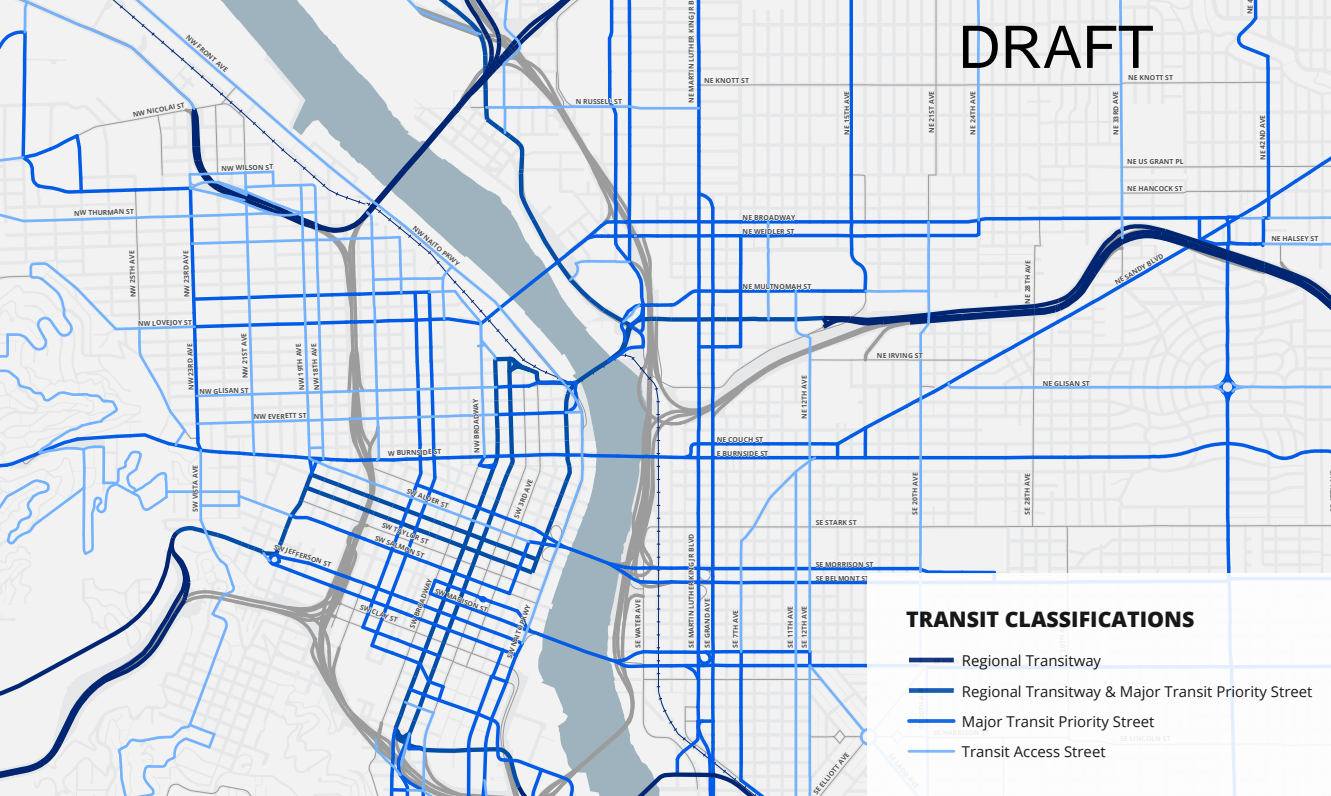 DRAFT
NW FRONT AVE
NE MARTIN LUTHER KING JR B
NE 4
NE KNOTT ST
NE KNOTT ST
NW NICOLAI ST
N RUSSELL ST
NE 15TH AVE
NE 21ST AVE
NE 24TH AVE
NE 33RD AVE
NE 42ND AVE
NW WILSON ST
NE US GRANT PL
NE HANCOCK ST
NW THURMAN ST
NE BROADWAY
NE WEIDLER ST
NW NAITO PKWY
NE HALSEY ST
NW 25TH AVE
NW 23RD AVE
NE SANDY BLVD
NE 28TH AVE
NE MULTNOMAH ST
NW LOVEJOY ST
NW 23RD AVE
NW 21ST AVE
NW 19TH AVE
NW 18TH AVE
NE IRVING ST
NE GLISAN ST
NW GLISAN ST
NE 12TH AVE
NW EVERETT ST
NW BROADWAY
NE COUCH ST
W BURNSIDE ST
E BURNSIDE ST
SW VISTA AVE
SW ALDER ST
SW 3RD AVE
SE 20TH AVE
SE 28TH AVE
SE STARK ST
SW TAYLOR ST
SW SALMON ST
SW JEFFERSON ST
SE MORRISON ST
SE BELMONT ST
SE MARTIN LUTHER KING JR BLVD
SE GRAND AVE
SE WATER AVE
SE 7TH AVE
SE 11TH AVE
SE 12TH AVE
SW MADISON ST
SW BROADWAY
SW CLAY ST
SW NAITO PKWY
SE ELLIOTT AVE
TRANSIT CLASSIFICATIONS
Regional Transitway
Regional Transitway & Major Transit Priority Street
Major Transit Priority Street
Transit Access Street
SE LINCOLN ST